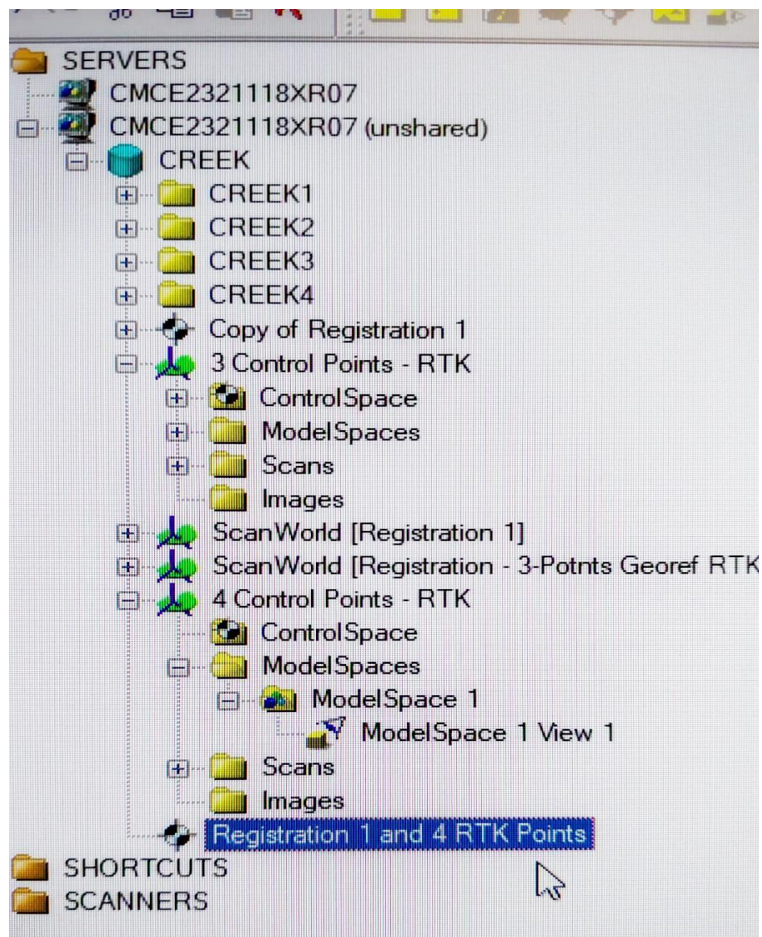 SERVERS
CMCE2321118XR07
CMCE2321118XR07 (unshared)
CREEK
CREEK1
CREEK2
CREEK3
CREEK4
Copy of Registration 1
3 Control Points - RTK
ControlSpace
ModelSpaces
Scans
Images
ScanWorld [Registration 1]
ScanWorld [Registration - 3-Potnts Georef RTK
4 Control Points - RTK
ControlSpace
ModelSpaces
ModelSpace 1
ModelSpace 1 View 1
Scans
Images
Registration 1 and 4 RTK Points
SHORTCUTS
SCANNERS